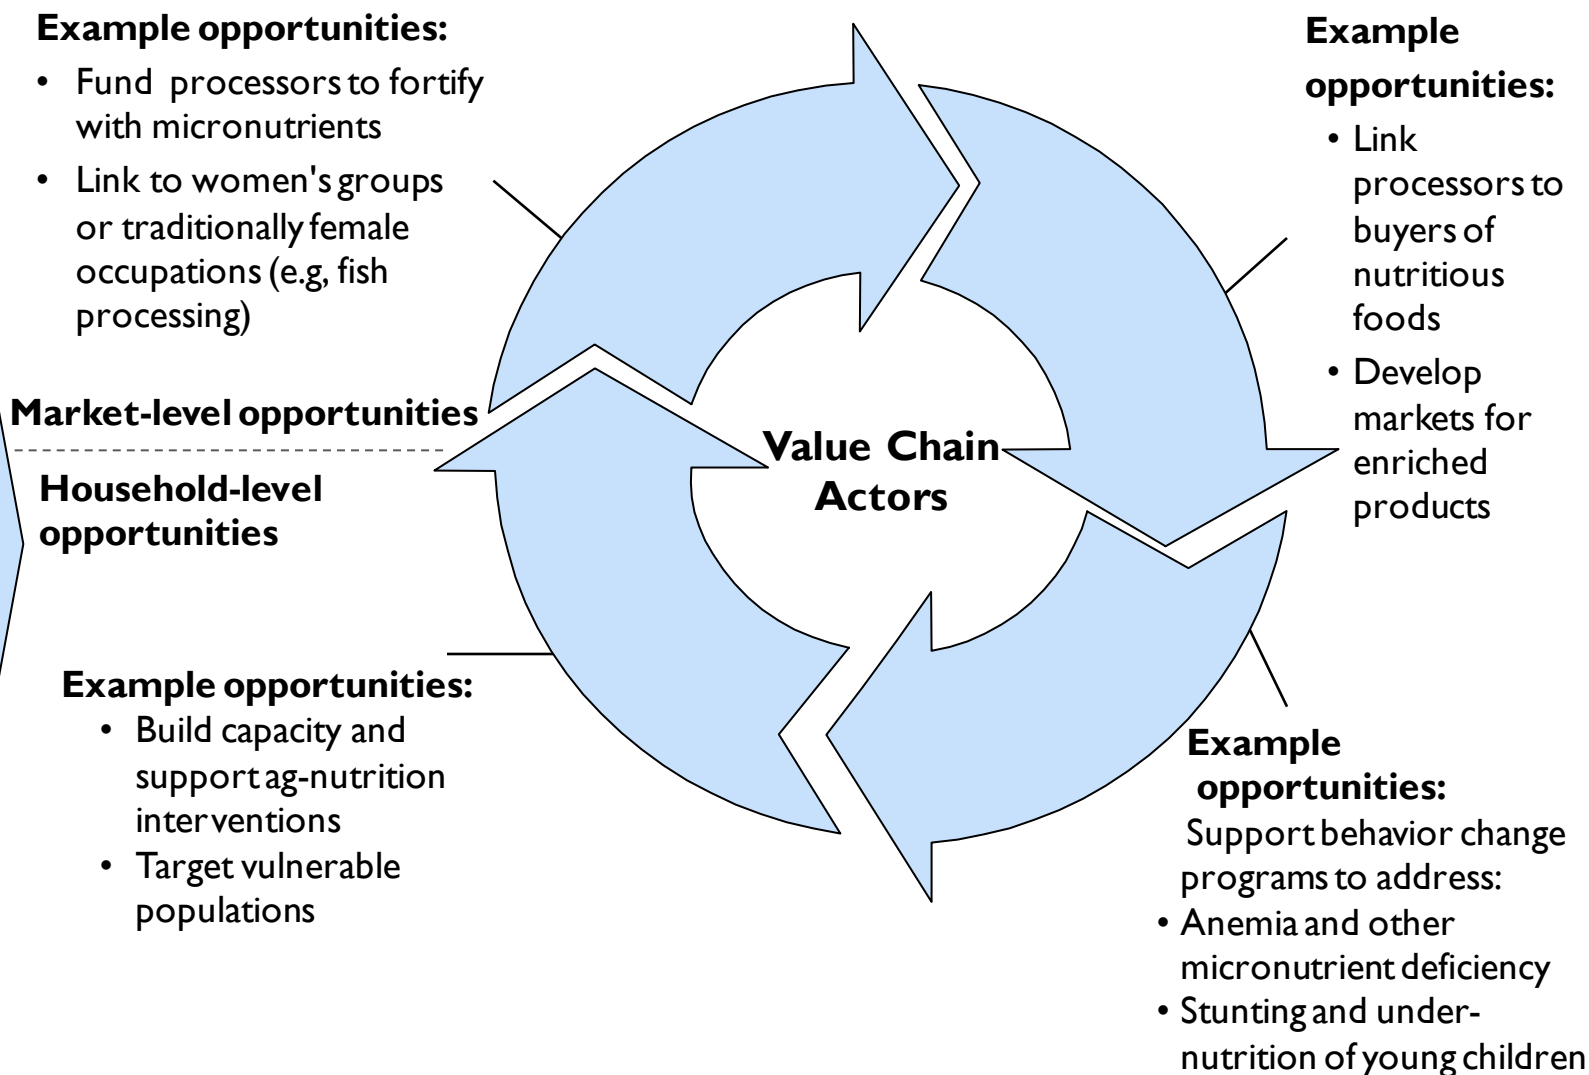 Example opportunities:
• Fund processors to fortify
with micronutrients
• Link to women's groups
or traditionally female
occupations (e.g, fish
processing)
Example
opportunities:
• Link
processors to
buyers of
nutritious
foods
• Develop
markets for
enriched
products
Market-level opportunities
Household-level
opportunities
Value Chain
Actors
Example opportunities:
• Build capacity and
support ag-nutrition
interventions
• Target vulnerable
populations
Example
opportunities:
Support behavior change
programs to address:
• Anemia and other
micronutrient deficiency
• Stunting and under-
nutrition of young children